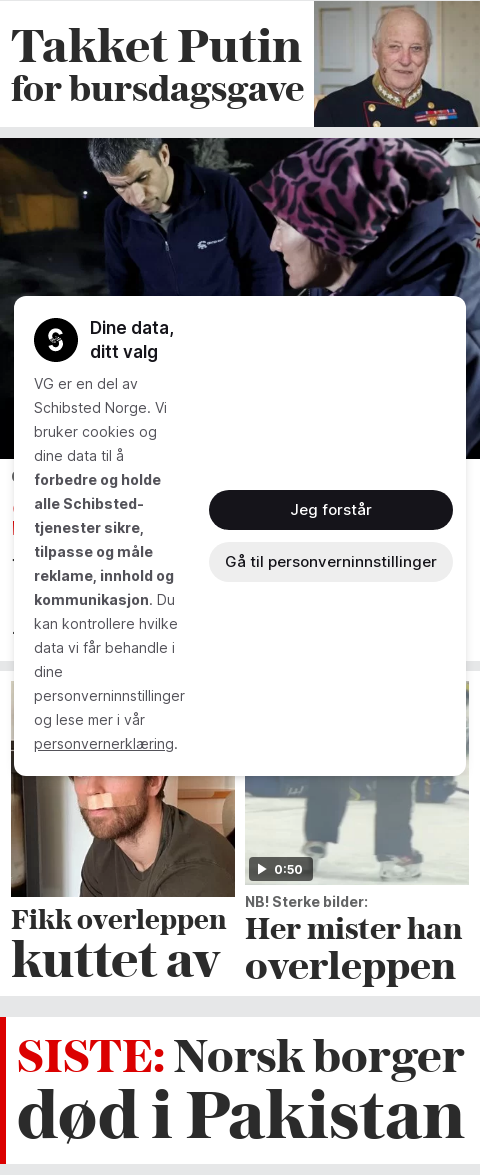 Takket Putin
for bursdagsgave
Dine data,
ditt valg
VG er en del av
Schibsted Norge. Vi
bruker cookies og
dine data til å
forbedre og holde
alle Schibsted-
tjenester sikre,
tilpasse og måle
reklame, innhold og
kommunikasjon. Du
kan kontrollere hvilke
data vi får behandle i
dine
personverninnstillinger
og lese mer i vår
personvernerklæring.
Jeg forstår
Gå til personverninnstillinger
Fikk overleppen
kuttet av
0:50
NB! Sterke bilder:
Her mister han
overleppen
SISTE: Norsk borger
død i Pakistan